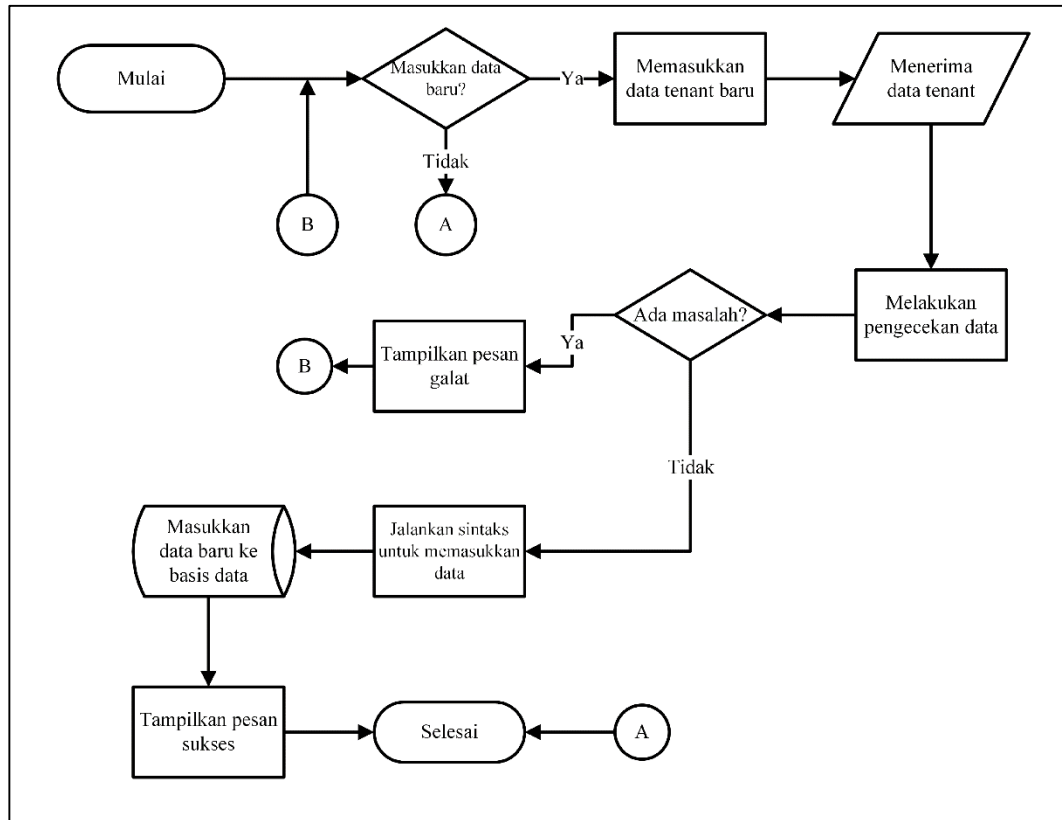 Mulai
Masukkan data
baru?
Ya
Memasukkan
data tenant baru
Menerima
data tenant
Tidak
B
A
Melakukan
pengecekan data
Ada masalah?
Ya
Tampilkan pesan
galat
B
Tidak
Jalankan sintaks
untuk memasukkan
data
Masukkan
data baru ke
basis data
Tampilkan pesan
sukses
Selesai
A